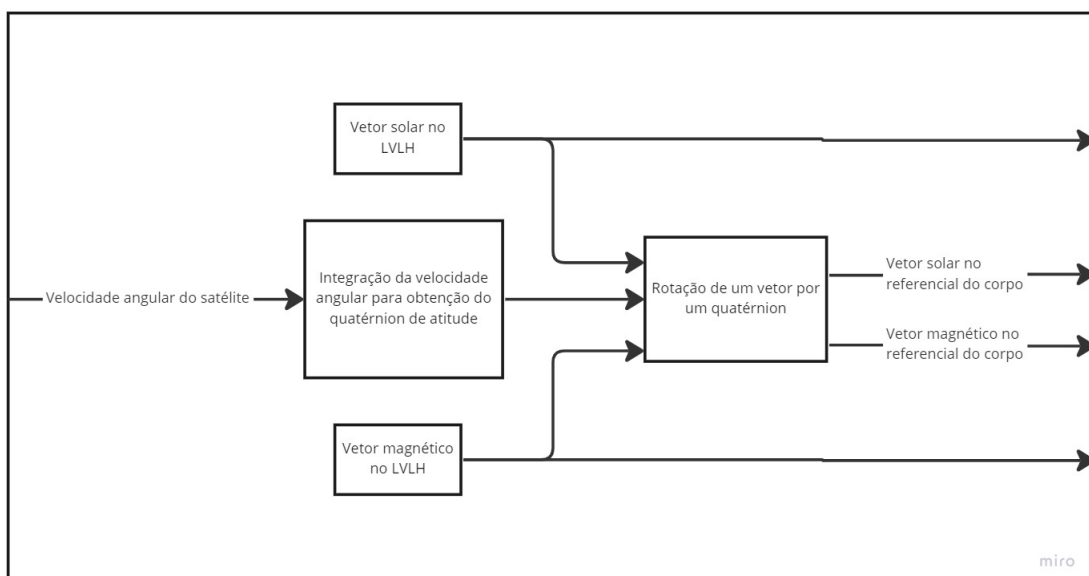 Vetor solar no
LVLH
Velocidade angular do satélite
Integração da velocidade
angular para obtenção do
quatérnion de atitude
Rotação de um vetor por
um quatérnion
Vetor solar no
referencial do corpo
Vetor magnético no
referencial do corpo
Vetor magnético
no LVLH
miro